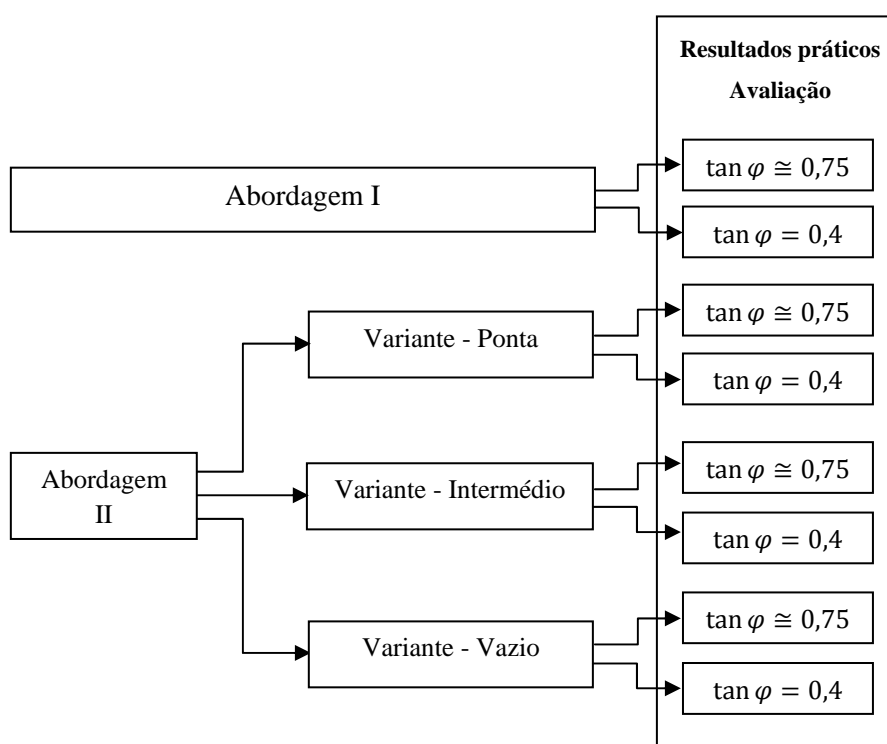 Resultados práticos
Avaliação
Abordagem I
tan φ ≅ 0,75
tan φ = 0,4
Variante - Ponta
tan φ ≅ 0,75
tan φ = 0,4
Abordagem
II
Variante - Intermédio
tan φ ≅ 0,75
tan φ = 0,4
Variante - Vazio
tan φ ≅ 0,75
tan φ = 0,4